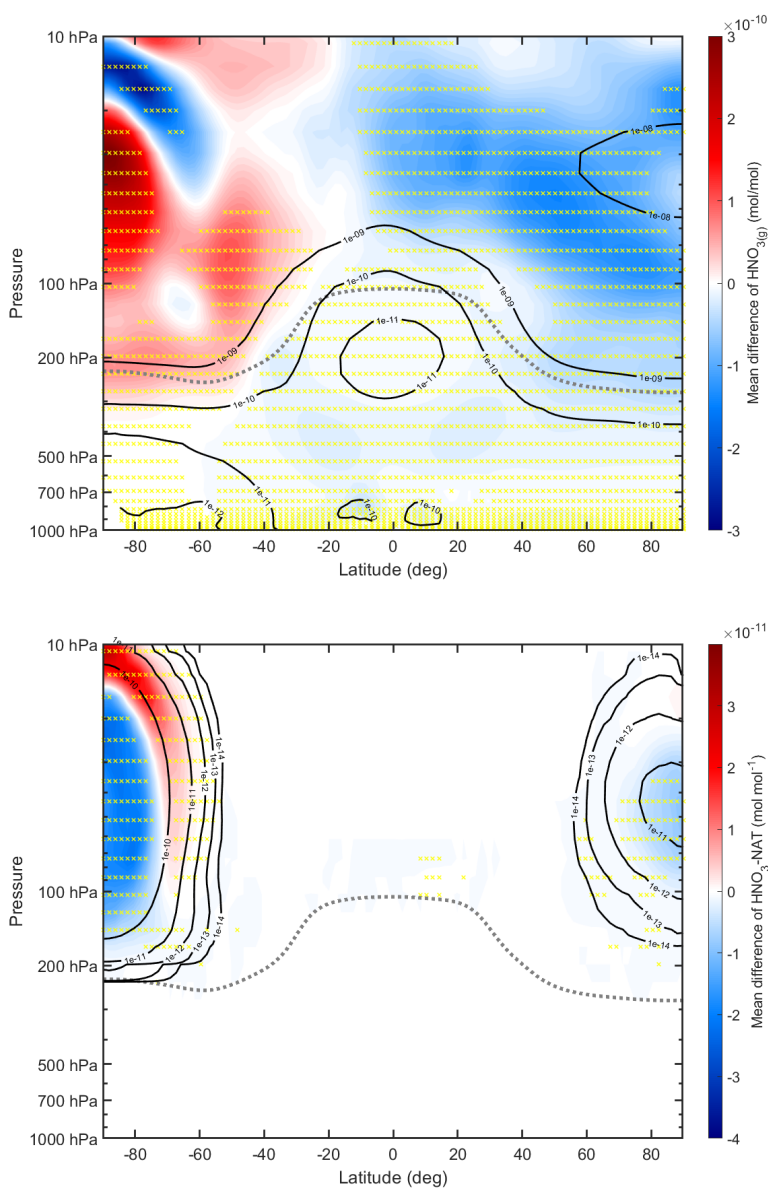 ×10⁻¹⁰
10 hPa
100 hPa
200 hPa
500 hPa
700 hPa
1000 hPa
Pressure
1e-08
1e-08
1e-09
1e-10
1e-09
1e-11
1e-09
1e-11
1e-10
1e-09
1e-10
1e-10
1e-11
1e-12
1e-10
1e-10
-80 -60 -40 -20 0 20 40 60 80
Latitude (deg)
3
2
1
0
-1
-2
-3
Mean difference of HNO₃₍g₎ (mol/mol)
×10⁻¹¹
10 hPa
100 hPa
200 hPa
500 hPa
700 hPa
1000 hPa
Pressure
1e-14
1e-14
1e-13
1e-12
1e-11
1e-10
1e-11
1e-12
1e-13
1e-14
1e-14
1e-12
1e-13
1e-14
1e-11
1e-12
1e-13
1e-14
-80 -60 -40 -20 0 20 40 60 80
Latitude (deg)
3
2
1
0
-1
-2
-3
-4
Mean difference of HNO₃-NAT (mol mol⁻¹)